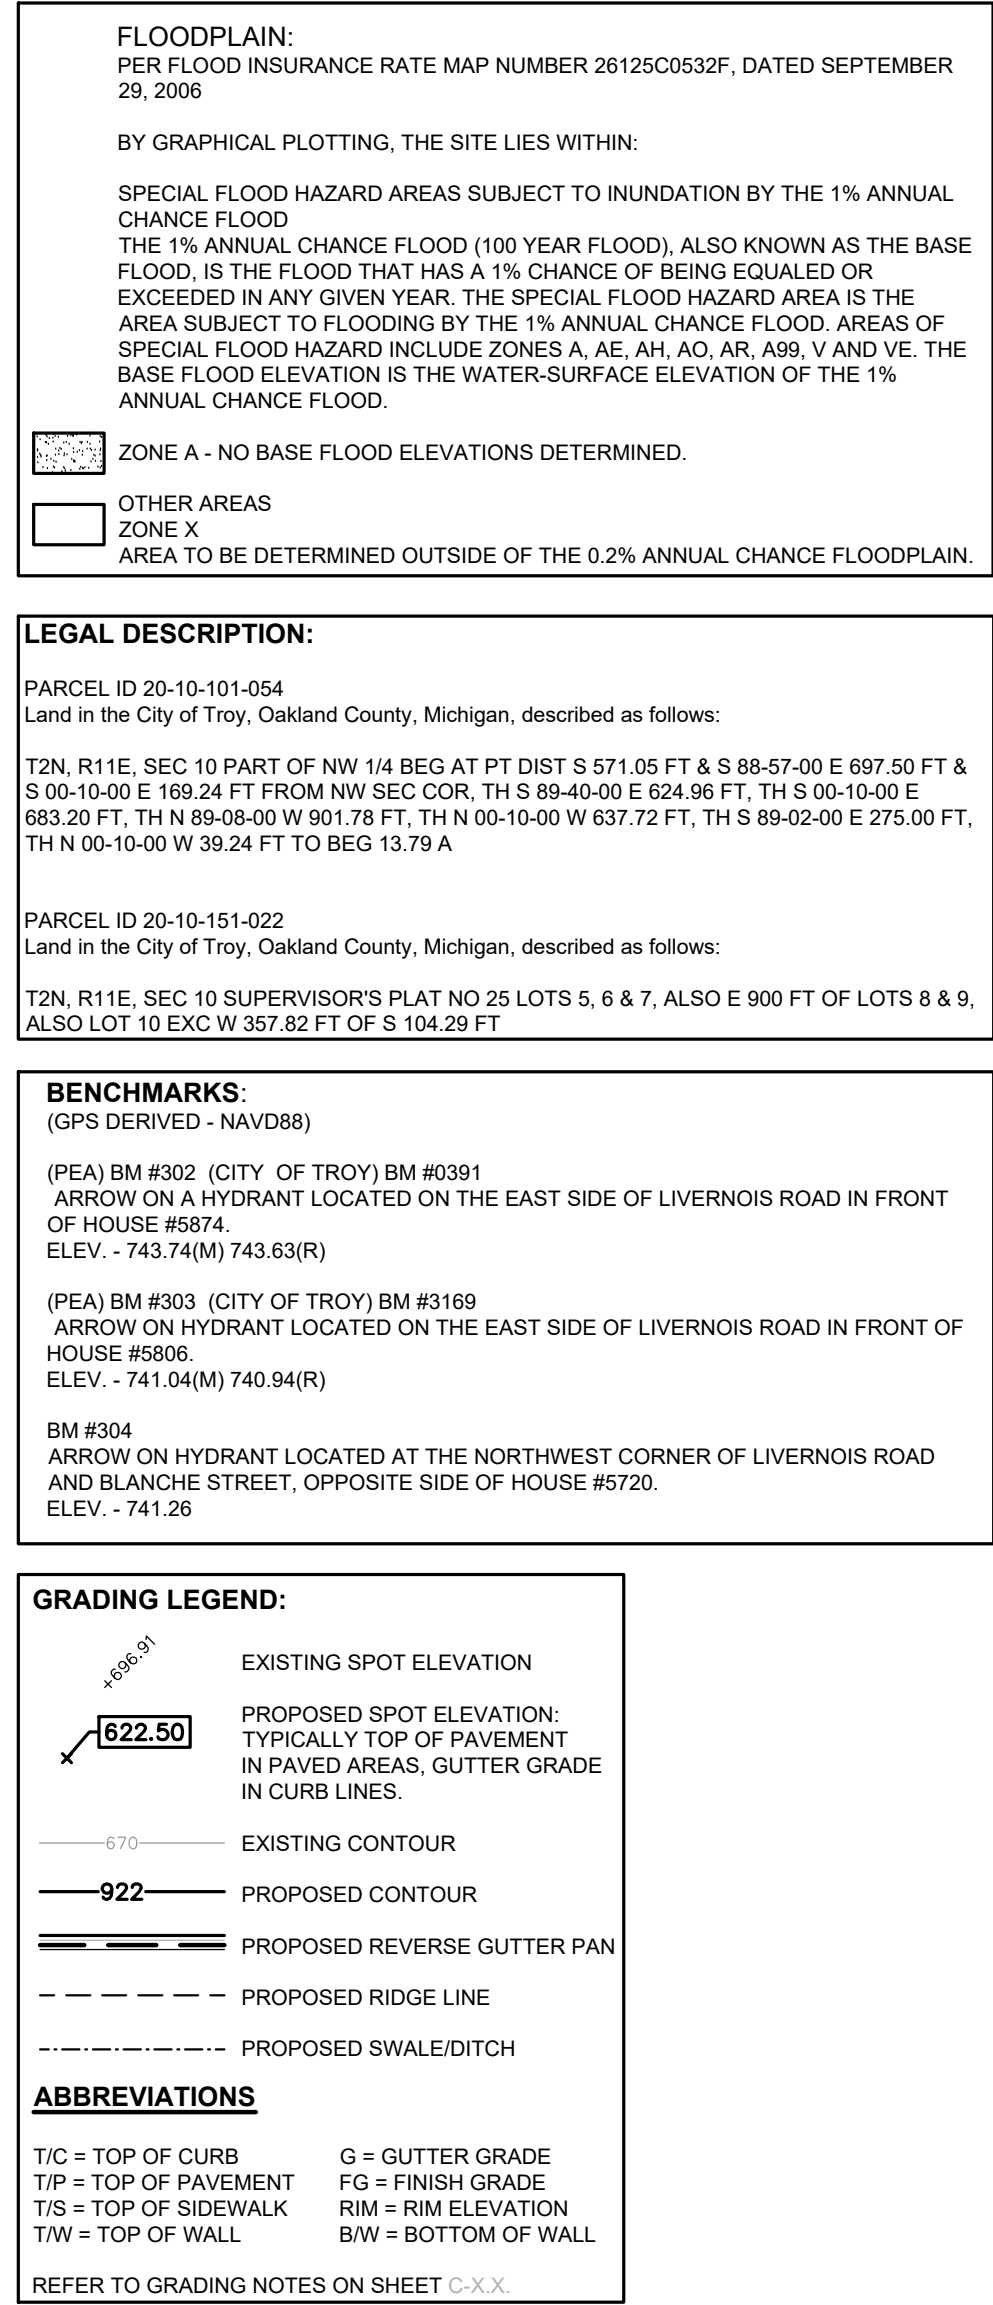 FLOODPLAIN:
PER FLOOD INSURANCE RATE MAP NUMBER 26125C0532F, DATED SEPTEMBER
29, 2006
BY GRAPHICAL PLOTTING, THE SITE LIES WITHIN:
SPECIAL FLOOD HAZARD AREAS SUBJECT TO INUNDATION BY THE 1% ANNUAL
CHANCE FLOOD
THE 1% ANNUAL CHANCE FLOOD (100 YEAR FLOOD), ALSO KNOWN AS THE BASE
FLOOD, IS THE FLOOD THAT HAS A 1% CHANCE OF BEING EQUALED OR
EXCEEDED IN ANY GIVEN YEAR. THE SPECIAL FLOOD HAZARD AREA IS THE
AREA SUBJECT TO FLOODING BY THE 1% ANNUAL CHANCE FLOOD. AREAS OF
SPECIAL FLOOD HAZARD INCLUDE ZONES A, AE, AH, AO, AR, A99, V AND VE. THE
BASE FLOOD ELEVATION IS THE WATER-SURFACE ELEVATION OF THE 1%
ANNUAL CHANCE FLOOD.
ZONE A - NO BASE FLOOD ELEVATIONS DETERMINED.
OTHER AREAS
ZONE X
AREA TO BE DETERMINED OUTSIDE OF THE 0.2% ANNUAL CHANCE FLOODPLAIN.
LEGAL DESCRIPTION:
PARCEL ID 20-10-101-054
Land in the City of Troy, Oakland County, Michigan, described as follows:
T2N, R11E, SEC 10 PART OF NW 1/4 BEG AT PT DIST S 571.05 FT & S 88-57-00 E 697.50 FT &
S 00-10-00 E 169.24 FT FROM NW SEC COR, TH S 89-40-00 E 624.96 FT, TH S 00-10-00 E
683.20 FT, TH N 89-08-00 W 901.78 FT, TH N 00-10-00 W 637.72 FT, TH S 89-02-00 E 275.00 FT,
TH N 00-10-00 W 39.24 FT TO BEG 13.79 A
PARCEL ID 20-10-151-022
Land in the City of Troy, Oakland County, Michigan, described as follows:
T2N, R11E, SEC 10 SUPERVISOR'S PLAT NO 25 LOTS 5, 6 & 7, ALSO E 900 FT OF LOTS 8 & 9,
ALSO LOT 10 EXC W 357.82 FT OF S 104.29 FT
BENCHMARKS:
(GPS DERIVED - NAVD88)
(PEA) BM #302 (CITY OF TROY) BM #0391
ARROW ON A HYDRANT LOCATED ON THE EAST SIDE OF LIVERNOIS ROAD IN FRONT
OF HOUSE #5874.
ELEV. - 743.74(M) 743.63(R)
(PEA) BM #303 (CITY OF TROY) BM #3169
ARROW ON HYDRANT LOCATED ON THE EAST SIDE OF LIVERNOIS ROAD IN FRONT OF
HOUSE #5806.
ELEV. - 741.04(M) 740.94(R)
BM #304
ARROW ON HYDRANT LOCATED AT THE NORTHWEST CORNER OF LIVERNOIS ROAD
AND BLANCHE STREET, OPPOSITE SIDE OF HOUSE #5720.
ELEV. - 741.26
GRADING LEGEND:
+696.91 EXISTING SPOT ELEVATION
622.50 PROPOSED SPOT ELEVATION:
TYPICALLY TOP OF PAVEMENT
IN PAVED AREAS, GUTTER GRADE
IN CURB LINES.
670 EXISTING CONTOUR
922 PROPOSED CONTOUR
PROPOSED REVERSE GUTTER PAN
PROPOSED RIDGE LINE
PROPOSED SWALE/DITCH
ABBREVIATIONS
T/C = TOP OF CURB G = GUTTER GRADE
T/P = TOP OF PAVEMENT FG = FINISH GRADE
T/S = TOP OF SIDEWALK RIM = RIM ELEVATION
T/W = TOP OF WALL B/W = BOTTOM OF WALL
REFER TO GRADING NOTES ON SHEET C-X.X.